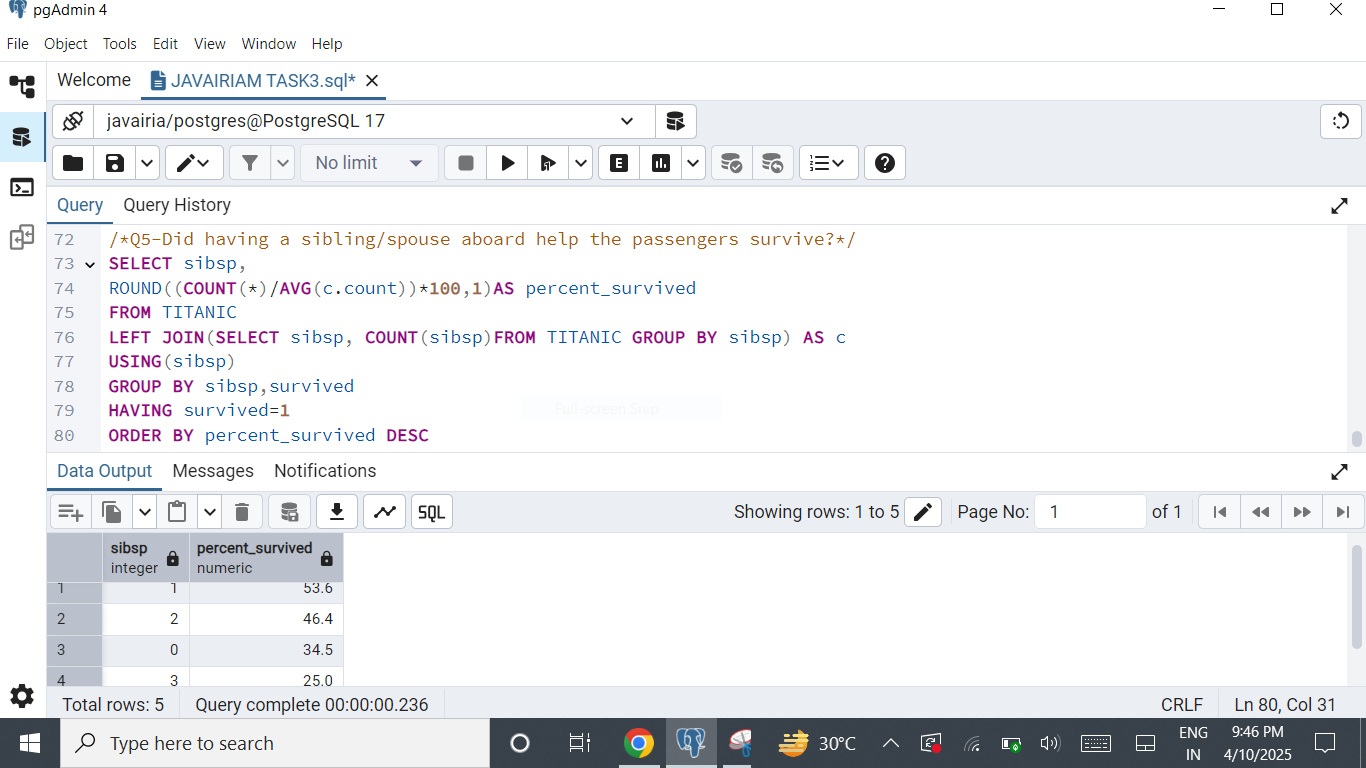 pgAdmin 4
File Object Tools Edit View Window Help
Welcome JAVAIRIAM TASK3.sql*
javairia/postgres@PostgreSQL 17
No limit
E
Query Query History
72 /*Q5-Did having a sibling/spouse aboard help the passengers survive?*/
73 SELECT sibsp,
74 ROUND((COUNT(*)/AVG(c.count))*100,1)AS percent_survived
75 FROM TITANIC
76 LEFT JOIN(SELECT sibsp, COUNT(sibsp)FROM TITANIC GROUP BY sibsp) AS c
77 USING(sibsp)
78 GROUP BY sibsp,survived
79 HAVING survived=1
Full-screen Snip
80 ORDER BY percent_survived DESC
Data Output Messages Notifications
SQL Showing rows: 1 to 5 Page No: 1 of 1
sibsp percent_survived
integer numeric
1 1 53.6
2 2 46.4
3 0 34.5
4 3 25.0
Total rows: 5 Query complete 00:00:00.236 CRLF Ln 80, Col 31
Type here to search 30°C ENG IN 9:46 PM 4/10/2025